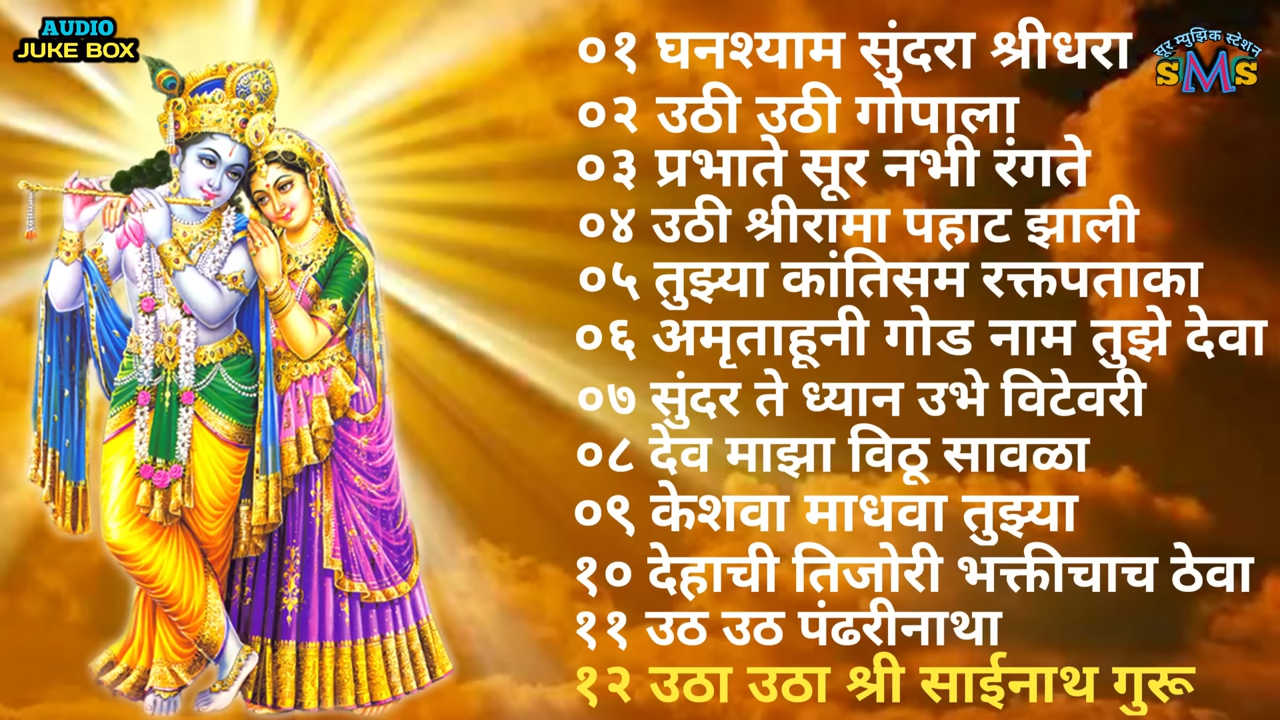 AUDIO
JUKE BOX
सूर म्युझिक स्टेशन
SMS
०१ घनश्याम सुंदरा श्रीधरा
०२ उठी उठी गोपाला
०३ प्रभाते सूर नभी रंगते
०४ उठी श्रीरामा पहाट झाली
०५ तुझ्या कांतिसम रक्तपताका
०६ अमृताहूनी गोड नाम तुझे देवा
०७ सुंदर ते ध्यान उभे विटेवरी
०८ देव माझा विठू सावळा
०९ केशवा माधवा तुझ्या
१० देहाची तिजोरी भक्तीचाच ठेवा
११ उठ उठ पंढरीनाथा
१२ उठा उठा श्री साईनाथ गुरू